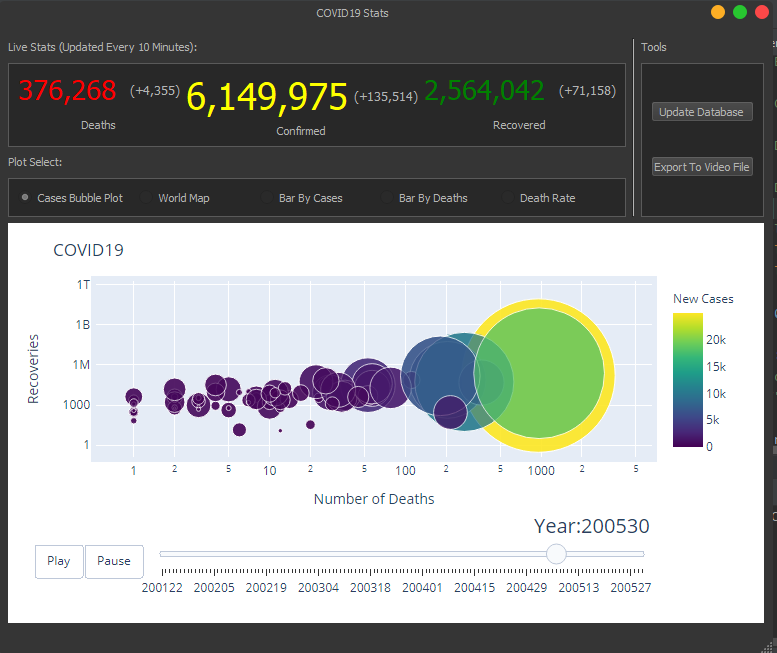 COVID19 Stats
Live Stats (Updated Every 10 Minutes):
Tools
376,268 (+4,355) 6,149,975 (+135,514) 2,564,042 (+71,158)
Deaths Confirmed Recovered
Update Database
Export To Video File
Plot Select:
Cases Bubble Plot World Map Bar By Cases Bar By Deaths Death Rate
COVID19
New Cases
1T
1B
1M
1000
1
Recoveries
20k
15k
10k
5k
0
1 2 5 10 2 5 100 2 5 1000 2 5
Number of Deaths
Year:200530
Play Pause
200122 200205 200219 200304 200318 200401 200415 200429 200513 200527